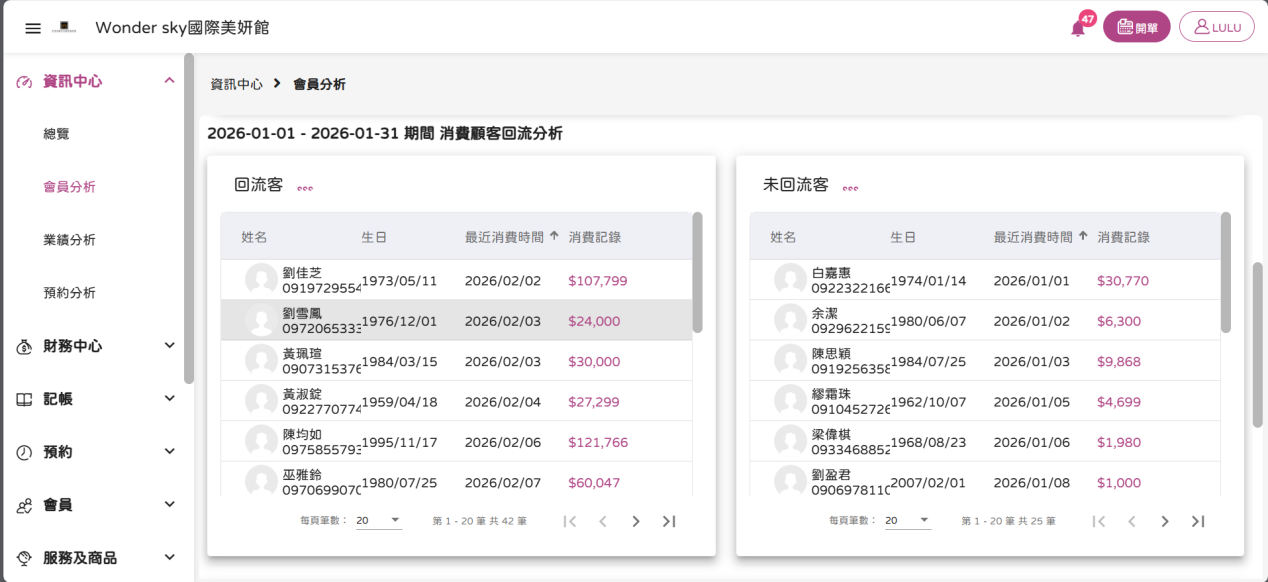 Wonder sky國際美妍館
47
開單
LULU
資訊中心
總覽
會員分析
業績分析
預約分析
財務中心
記帳
預約
會員
服務及商品
資訊中心 > 會員分析
2026-01-01 - 2026-01-31 期間 消費顧客回流分析
回流客
姓名 生日 最近消費時間 ↑ 消費記錄
劉佳芝
0919729554 1973/05/11 2026/02/02 $107,799
劉雪鳳
0972065333 1976/12/01 2026/02/03 $24,000
黃珮瑄
0907315376 1984/03/15 2026/02/03 $30,000
黃淑錠
0922770774 1959/04/18 2026/02/04 $27,299
陳均如
0975855793 1995/11/17 2026/02/06 $121,766
巫雅鈴
0970699070 1980/07/25 2026/02/07 $60,047
每頁筆數： 20 第 1 - 20 筆 共 42 筆
未回流客
姓名 生日 最近消費時間 ↑ 消費記錄
白嘉惠
0922322166 1974/01/14 2026/01/01 $30,770
余潔
0929622159 1980/06/07 2026/01/02 $6,300
陳思穎
0919256358 1984/07/25 2026/01/03 $9,868
繆霜珠
0910452726 1962/10/07 2026/01/05 $4,699
梁偉棋
0933468852 1968/08/23 2026/01/06 $1,980
劉盈君
0906978110 2007/02/01 2026/01/08 $1,000
每頁筆數： 20 第 1 - 20 筆 共 25 筆